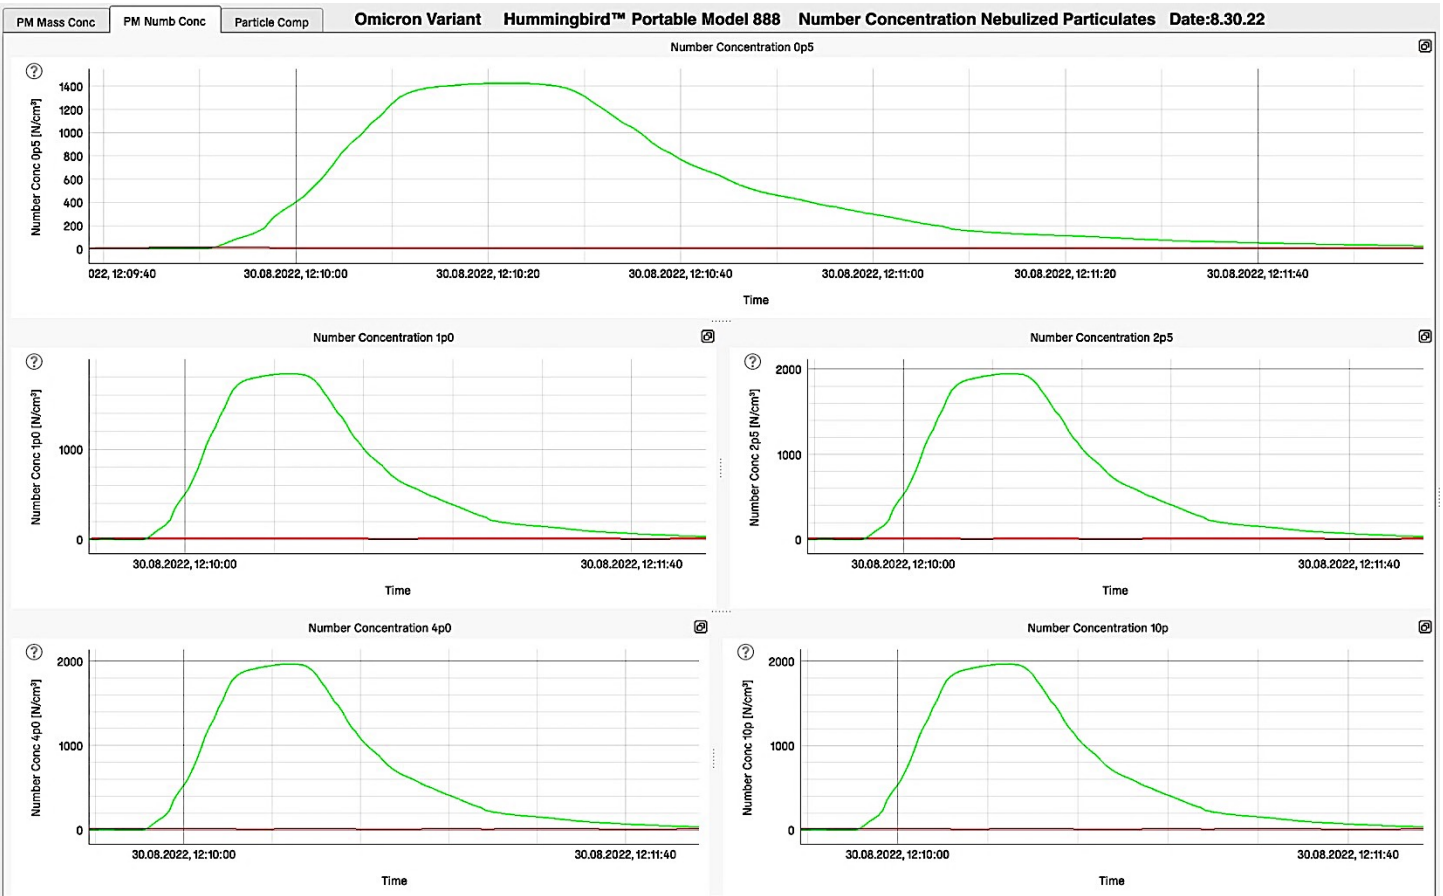 PM Mass Conc PM Numb Conc Particle Comp Omicron Variant Hummingbird™ Portable Model 888 Number Concentration Nebulized Particulates Date:8.30.22
Number Concentration 0p5
?
Number Conc 0p5 [N/cm³]
1400
1200
1000
800
600
400
200
0
022, 12:09:40 30.08.2022, 12:10:00 30.08.2022, 12:10:20 30.08.2022, 12:10:40 30.08.2022, 12:11:00 30.08.2022, 12:11:20 30.08.2022, 12:11:40
Time
Number Concentration 1p0
?
Number Conc 1p0 [N/cm³]
1000
0
30.08.2022, 12:10:00 30.08.2022, 12:11:40
Time
Number Concentration 2p5
?
Number Conc 2p5 [N/cm³]
2000
1000
0
30.08.2022, 12:10:00 30.08.2022, 12:11:40
Time
Number Concentration 4p0
?
Number Conc 4p0 [N/cm³]
2000
1000
0
30.08.2022, 12:10:00 30.08.2022, 12:11:40
Time
Number Concentration 10p
?
Number Conc 10p [N/cm³]
2000
1000
0
30.08.2022, 12:10:00 30.08.2022, 12:11:40
Time